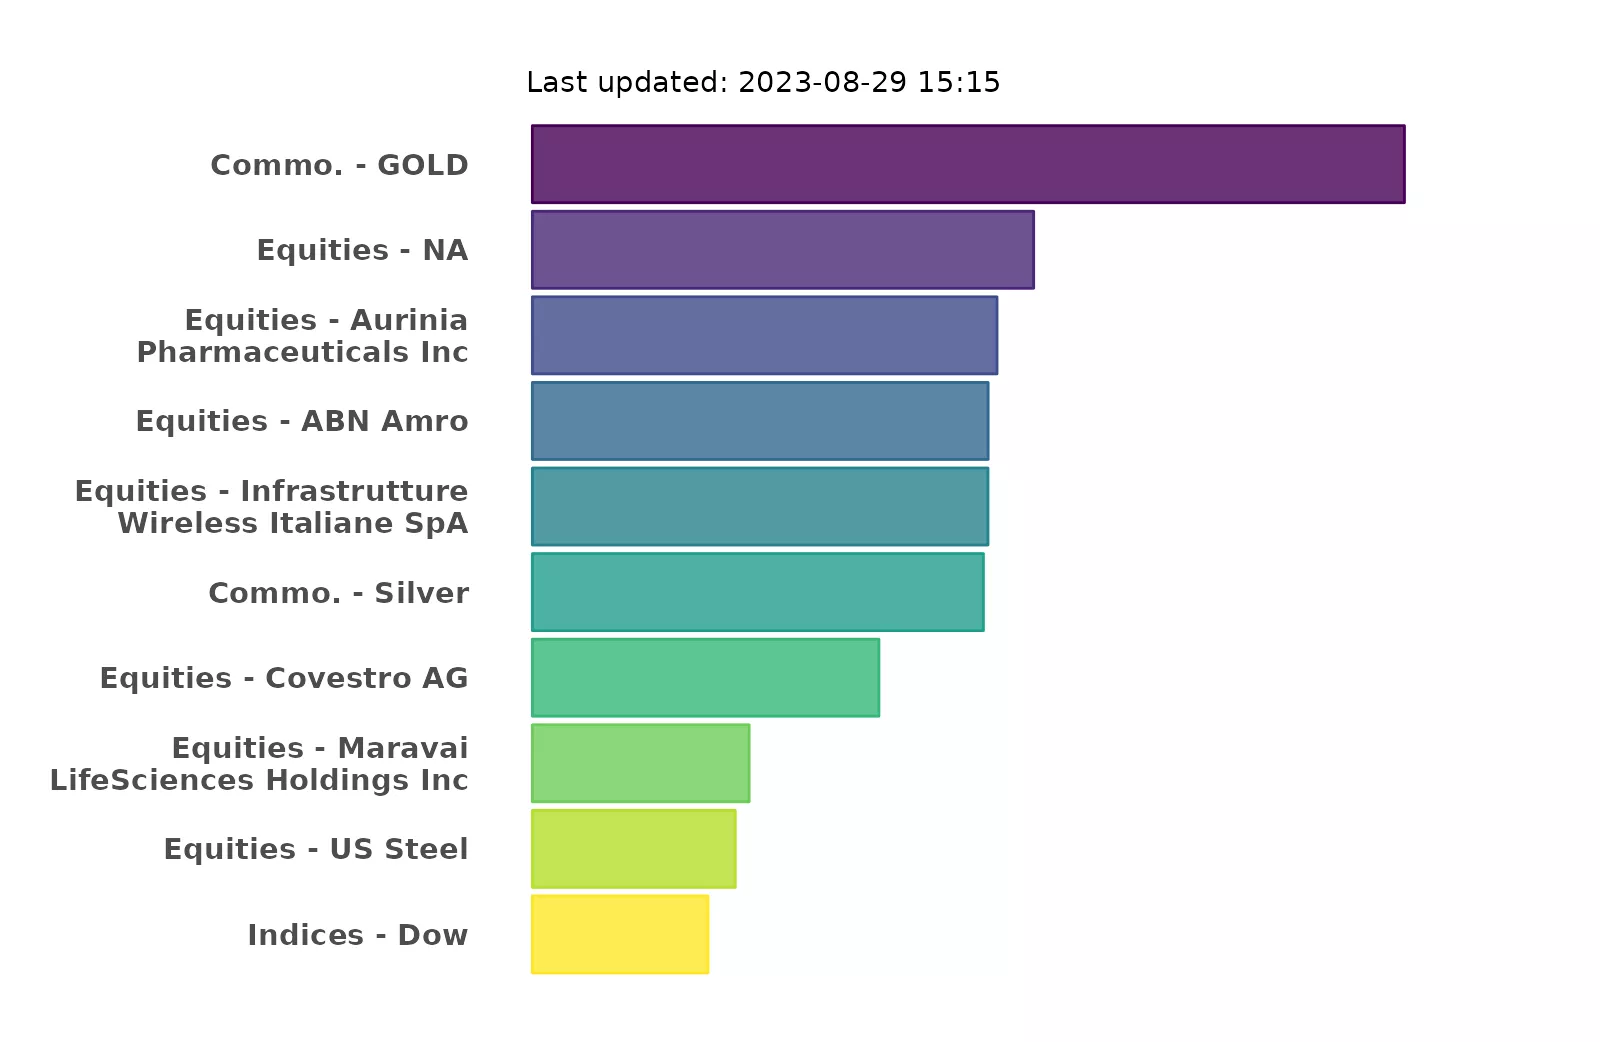 Last updated: 2023-08-29 15:15
Commo. - GOLD
Equities - NA
Equities - Aurinia
Pharmaceuticals Inc
Equities - ABN Amro
Equities - Infrastrutture
Wireless Italiane SpA
Commo. - Silver
Equities - Covestro AG
Equities - Maravai
LifeSciences Holdings Inc
Equities - US Steel
Indices - Dow